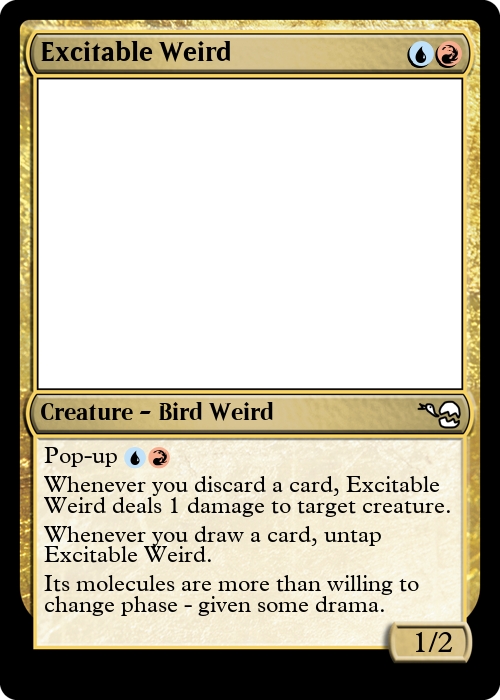 Excitable Weird
Creature – Bird Weird
Pop-up
Whenever you discard a card, Excitable
Weird deals 1 damage to target creature.
Whenever you draw a card, untap
Excitable Weird.
Its molecules are more than willing to
change phase - given some drama.
1/2